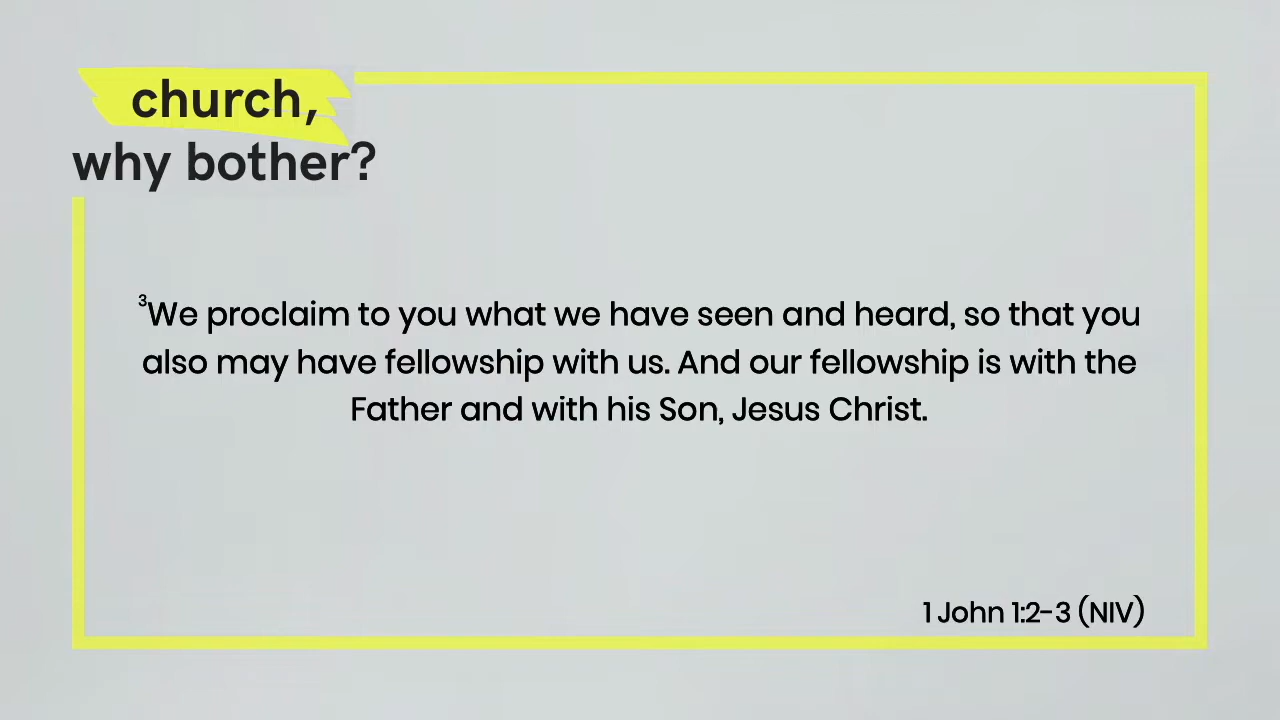 church,
why bother?
³We proclaim to you what we have seen and heard, so that you
also may have fellowship with us. And our fellowship is with the
Father and with his Son, Jesus Christ.
1 John 1:2-3 (NIV)